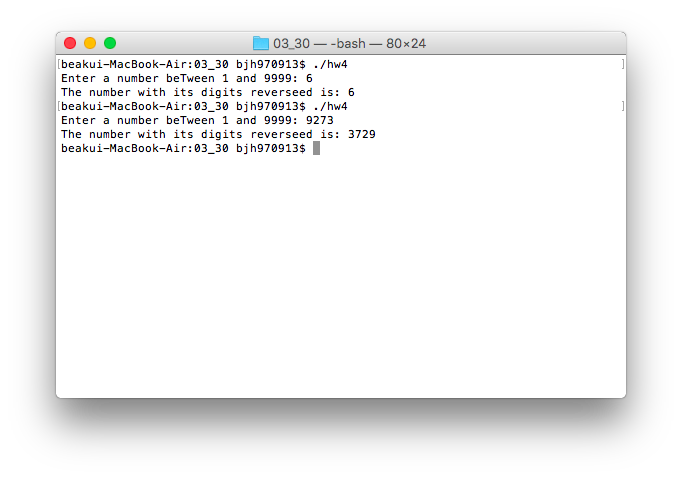 03_30 — -bash — 80×24
[beakui-MacBook-Air:03_30 bjh970913$ ./hw4 ]
Enter a number beTween 1 and 9999: 6
The number with its digits reverseed is: 6
[beakui-MacBook-Air:03_30 bjh970913$ ./hw4 ]
Enter a number beTween 1 and 9999: 9273
The number with its digits reverseed is: 3729
beakui-MacBook-Air:03_30 bjh970913$